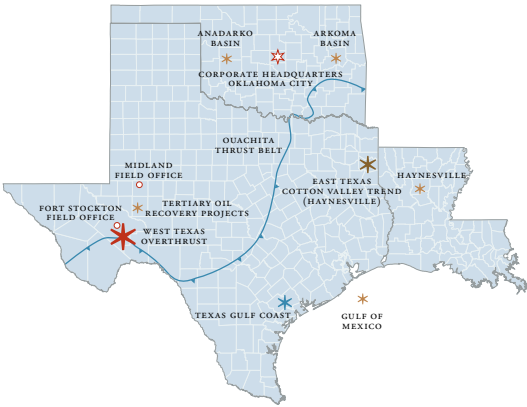 ANADARKO
BASIN
ARKOMA
BASIN
CORPORATE HEADQUARTERS
OKLAHOMA CITY
OUACHITA
THRUST BELT
MIDLAND
FIELD OFFICE
EAST TEXAS
COTTON VALLEY TREND
(HAYNESVILLE)
HAYNESVILLE
FORT STOCKTON
FIELD OFFICE
TERTIARY OIL
RECOVERY PROJECTS
WEST TEXAS
OVERTHRUST
TEXAS GULF COAST
GULF OF
MEXICO